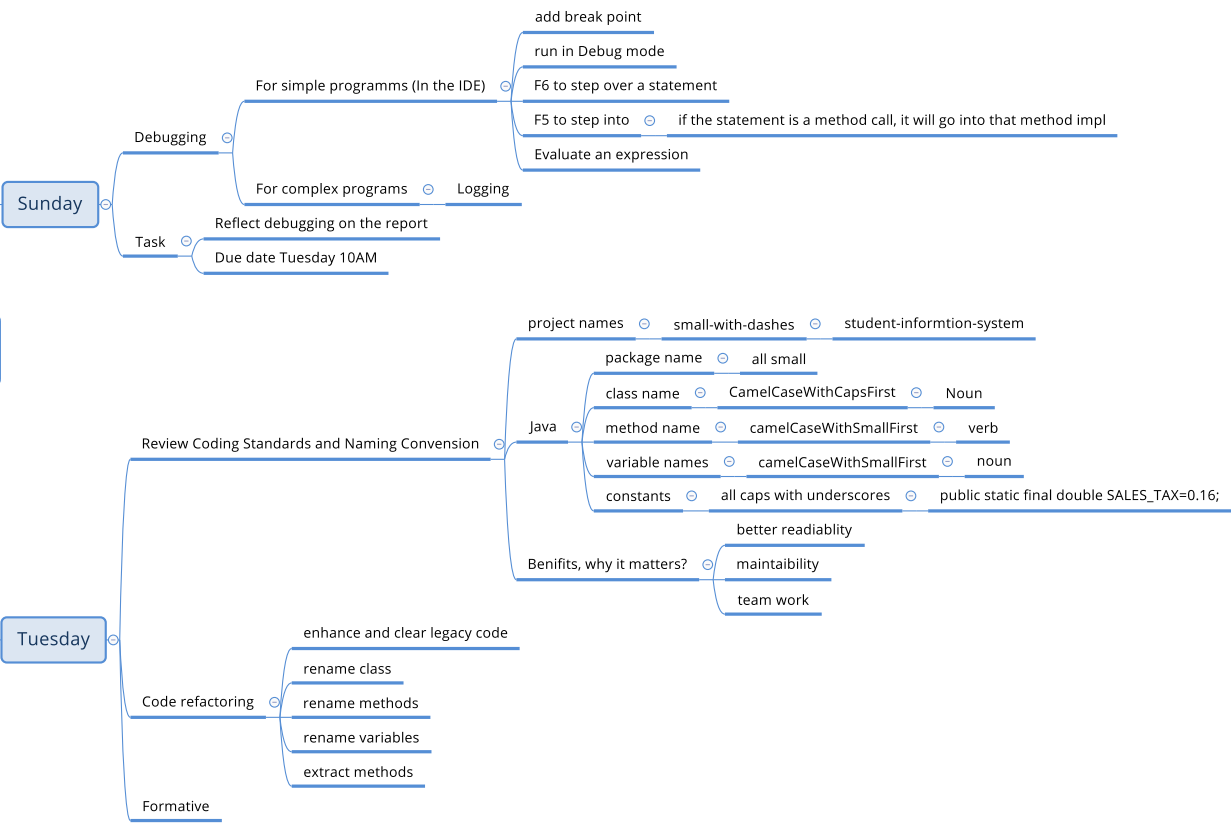 Sunday
Debugging
For simple programms (In the IDE)
add break point
run in Debug mode
F6 to step over a statement
F5 to step into
if the statement is a method call, it will go into that method impl
Evaluate an expression
For complex programs
Logging
Task
Reflect debugging on the report
Due date Tuesday 10AM
Tuesday
Review Coding Standards and Naming Convension
project names
small-with-dashes
student-informtion-system
Java
package name
all small
class name
CamelCaseWithCapsFirst
Noun
method name
camelCaseWithSmallFirst
verb
variable names
camelCaseWithSmallFirst
noun
constants
all caps with underscores
public static final double SALES_TAX=0.16;
Benifits, why it matters?
better readiablity
maintaibility
team work
Code refactoring
enhance and clear legacy code
rename class
rename methods
rename variables
extract methods
Formative